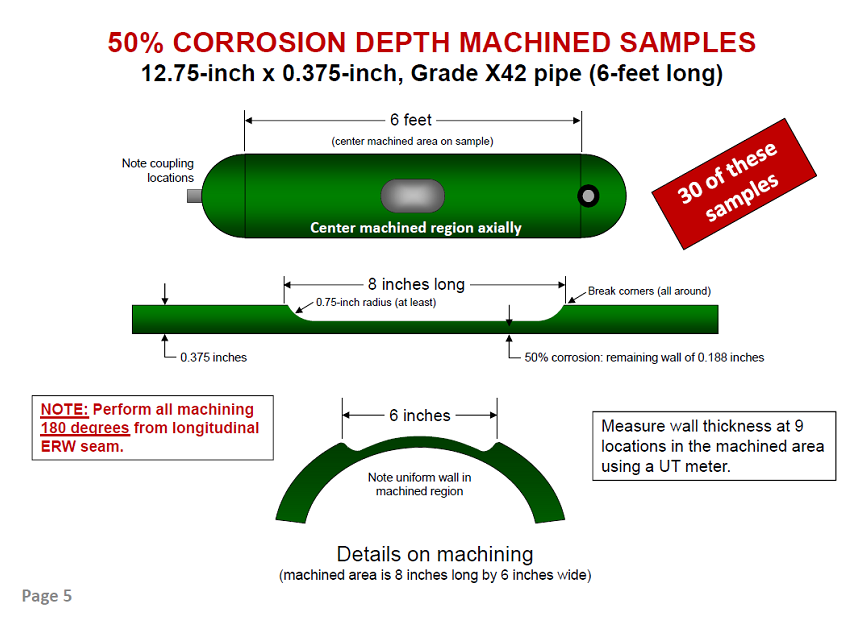 50% CORROSION DEPTH MACHINED SAMPLES
12.75-inch x 0.375-inch, Grade X42 pipe (6-feet long)
6 feet
(center machined area on sample)
Note coupling
locations
30 of these
samples
Center machined region axially
8 inches long
Break corners (all around)
0.75-inch radius (at least)
0.375 inches
50% corrosion: remaining wall of 0.188 inches
NOTE: Perform all machining
180 degrees from longitudinal
ERW seam.
6 inches
Measure wall thickness at 9
locations in the machined area
using a UT meter.
Note uniform wall in
machined region
Details on machining
(machined area is 8 inches long by 6 inches wide)
Page 5